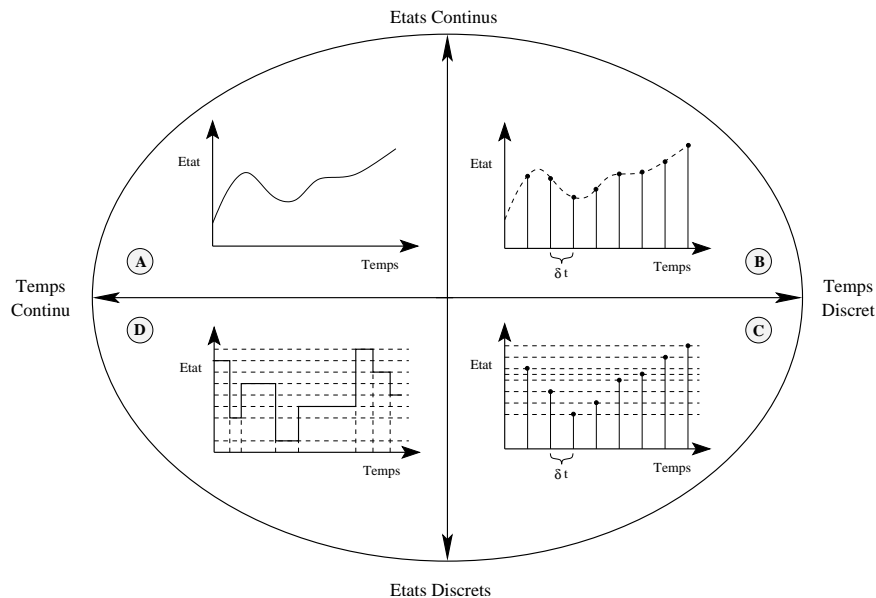 Etats Continus
Etat
Temps
A
Etat
δ t
Temps
B
Temps
Continu
Temps
Discret
D
Etat
Temps
C
Etat
δ t
Temps
Etats Discrets